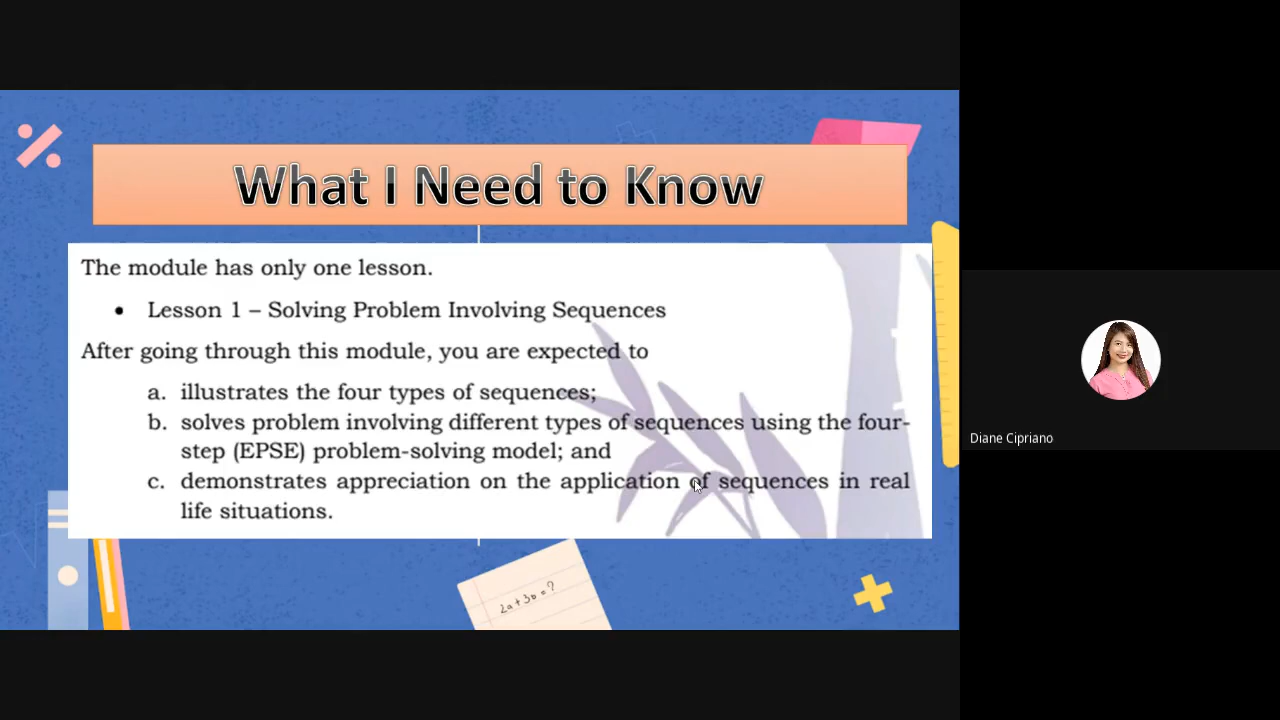 What I Need to Know
The module has only one lesson.
• Lesson 1 – Solving Problem Involving Sequences
After going through this module, you are expected to
a. illustrates the four types of sequences;
b. solves problem involving different types of sequences using the four-
step (EPSE) problem-solving model; and
c. demonstrates appreciation on the application of sequences in real
life situations.
2a+3b=?
Diane Cipriano